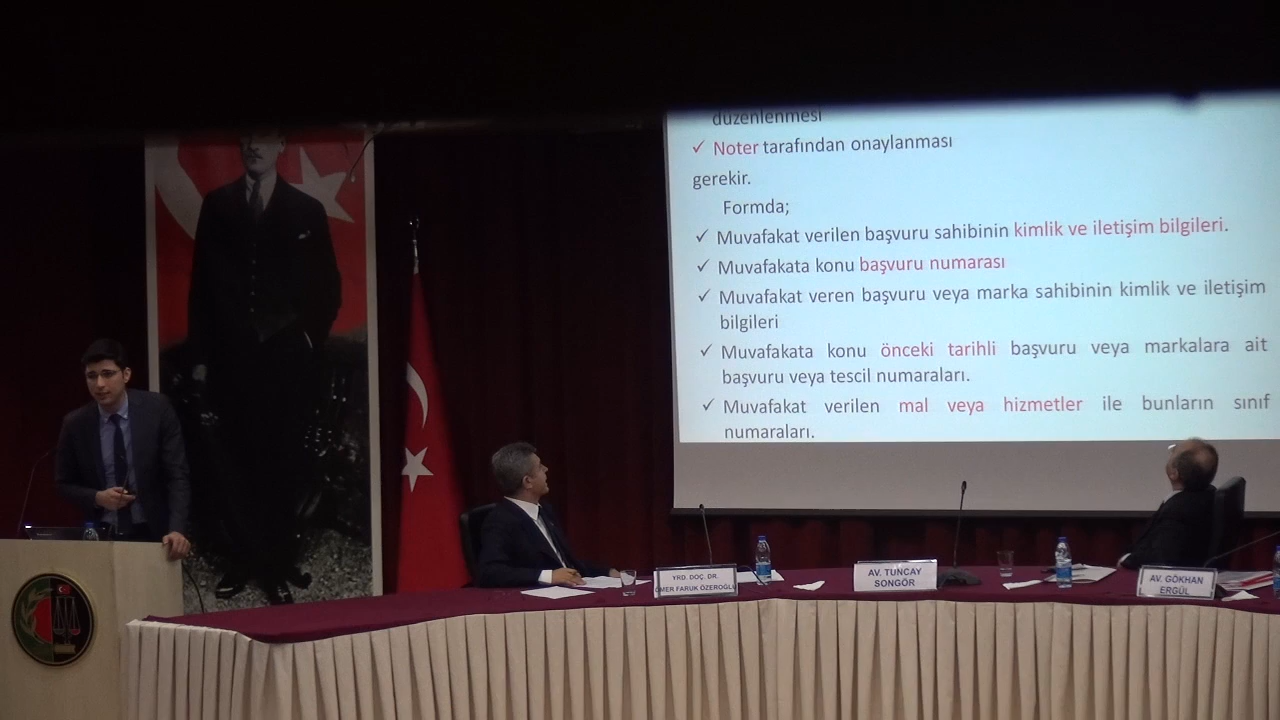 düzenlenmesi
✓ Noter tarafından onaylanması
gerekir.
Formda;
✓ Muvafakat verilen başvuru sahibinin kimlik ve iletişim bilgileri.
✓ Muvafakata konu başvuru numarası
✓ Muvafakat veren başvuru veya marka sahibinin kimlik ve iletişim
bilgileri
✓ Muvafakata konu önceki tarihli başvuru veya markalara ait
başvuru veya tescil numaraları.
✓ Muvafakat verilen mal veya hizmetler ile bunların sınıf
numaraları.
YRD. DOÇ. DR.
ÖMER FARUK ÖZEROĞLU
AV. TUNCAY
SONGÖR
AV. GÖKHAN
ERGÜL